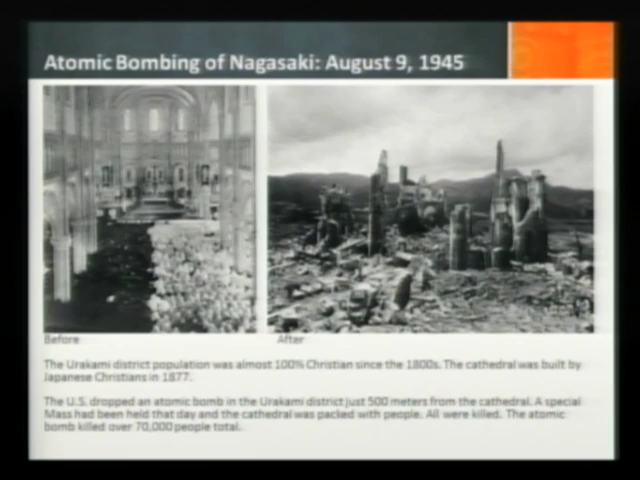 Atomic Bombing of Nagasaki: August 9, 1945
Before
After
The Urakami district population was almost 100% Christian since the 1800s. The cathedral was built by
Japanese Christians in 1877.
The U.S. dropped an atomic bomb in the Urakami district just 500 meters from the cathedral. A special
Mass had been held that day and the cathedral was packed with people. All were killed. The atomic
bomb killed over 70,000 people total.